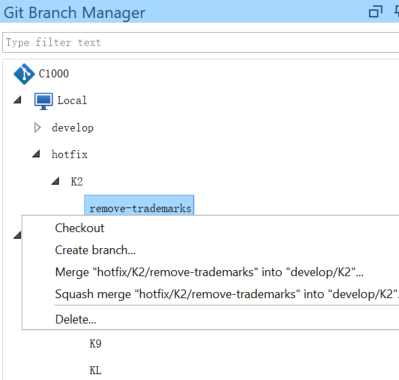 Git Branch Manager
Type filter text
C1000
Local
develop
hotfix
K2
remove-trademarks
Checkout
Create branch...
Merge "hotfix/K2/remove-trademarks" into "develop/K2"...
Squash merge "hotfix/K2/remove-trademarks" into "develop/K2".
Delete...
K9
KL